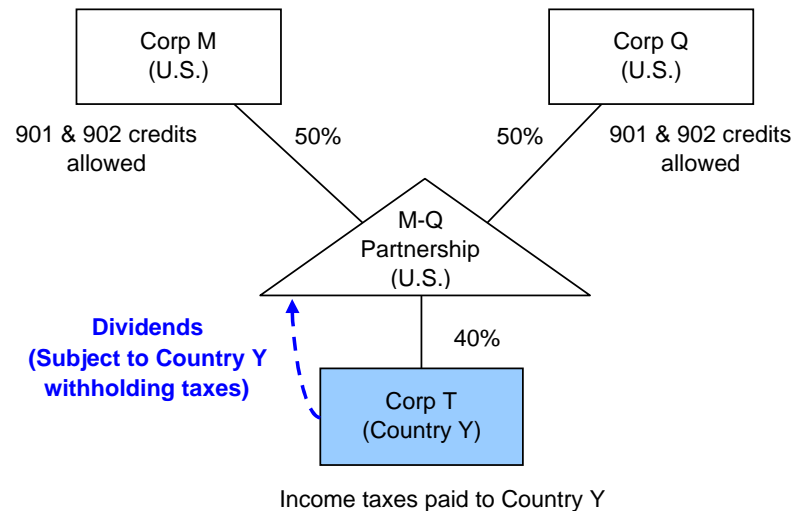 Corp M
(U.S.)
Corp Q
(U.S.)
901 & 902 credits
allowed
50%
50%
901 & 902 credits
allowed
M-Q
Partnership
(U.S.)
Dividends
(Subject to Country Y
withholding taxes)
40%
Corp T
(Country Y)
Income taxes paid to Country Y